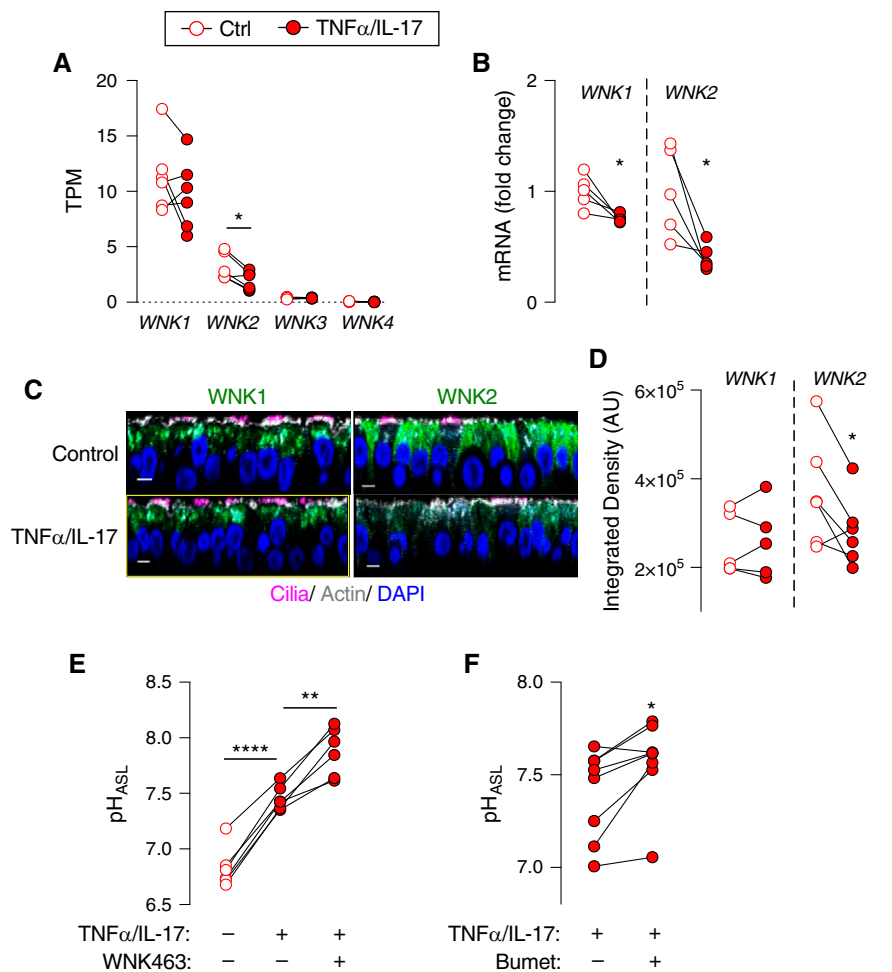 Ctrl TNFα/IL-17
A
20
15
10
5
0
TPM
*
WNK1 WNK2 WNK3 WNK4
B
2
1
0
mRNA (fold change)
WNK1 WNK2
* *
C
WNK1 WNK2
Control
TNFα/IL-17
Cilia/ Actin/ DAPI
D
6×10⁵
4×10⁵
2×10⁵
Integrated Density (AU)
WNK1 WNK2
*
E
8.5
8.0
7.5
7.0
6.5
pH_ASL
**** **
TNFα/IL-17: – + +
WNK463: – – +
F
8.0
7.5
7.0
pH_ASL
*
TNFα/IL-17: + +
Bumet: – +